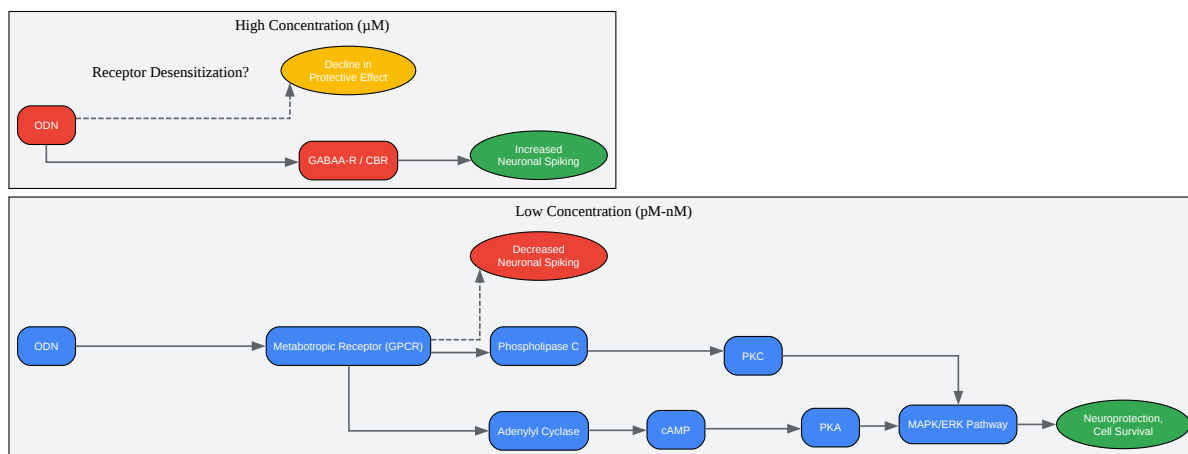 High Concentration (µM)
Receptor Desensitization?
Decline in
Protective Effect
ODN
GABAA-R / CBR
Increased
Neuronal Spiking
Low Concentration (pM-nM)
Decreased
Neuronal Spiking
ODN
Metabotropic Receptor (GPCR)
Phospholipase C
PKC
Adenylyl Cyclase
cAMP
PKA
MAPK/ERK Pathway
Neuroprotection,
Cell Survival